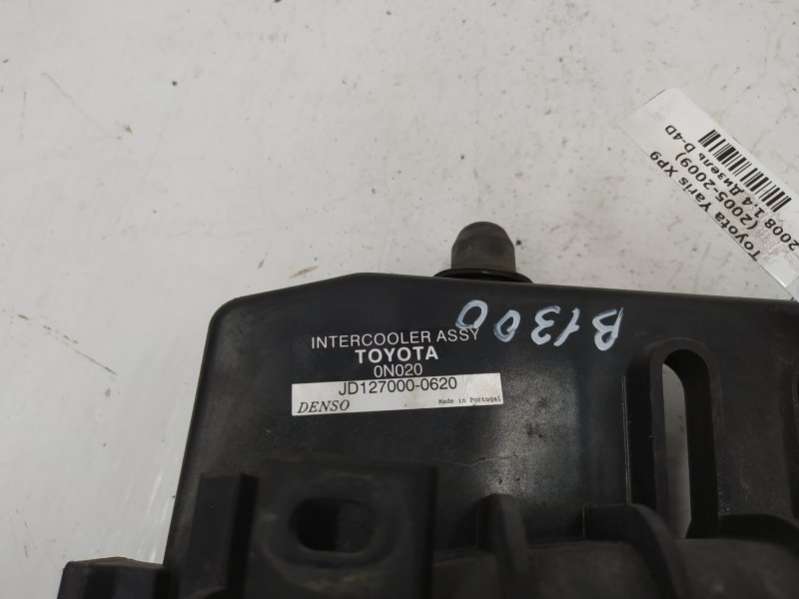 INTERCOOLER ASSY
TOYOTA
0N020
JD127000-0620
DENSO Made in Portugal
B1300
Toyota Yaris XP9
(2005-2009)
2008 1.4 Дизель D-4D